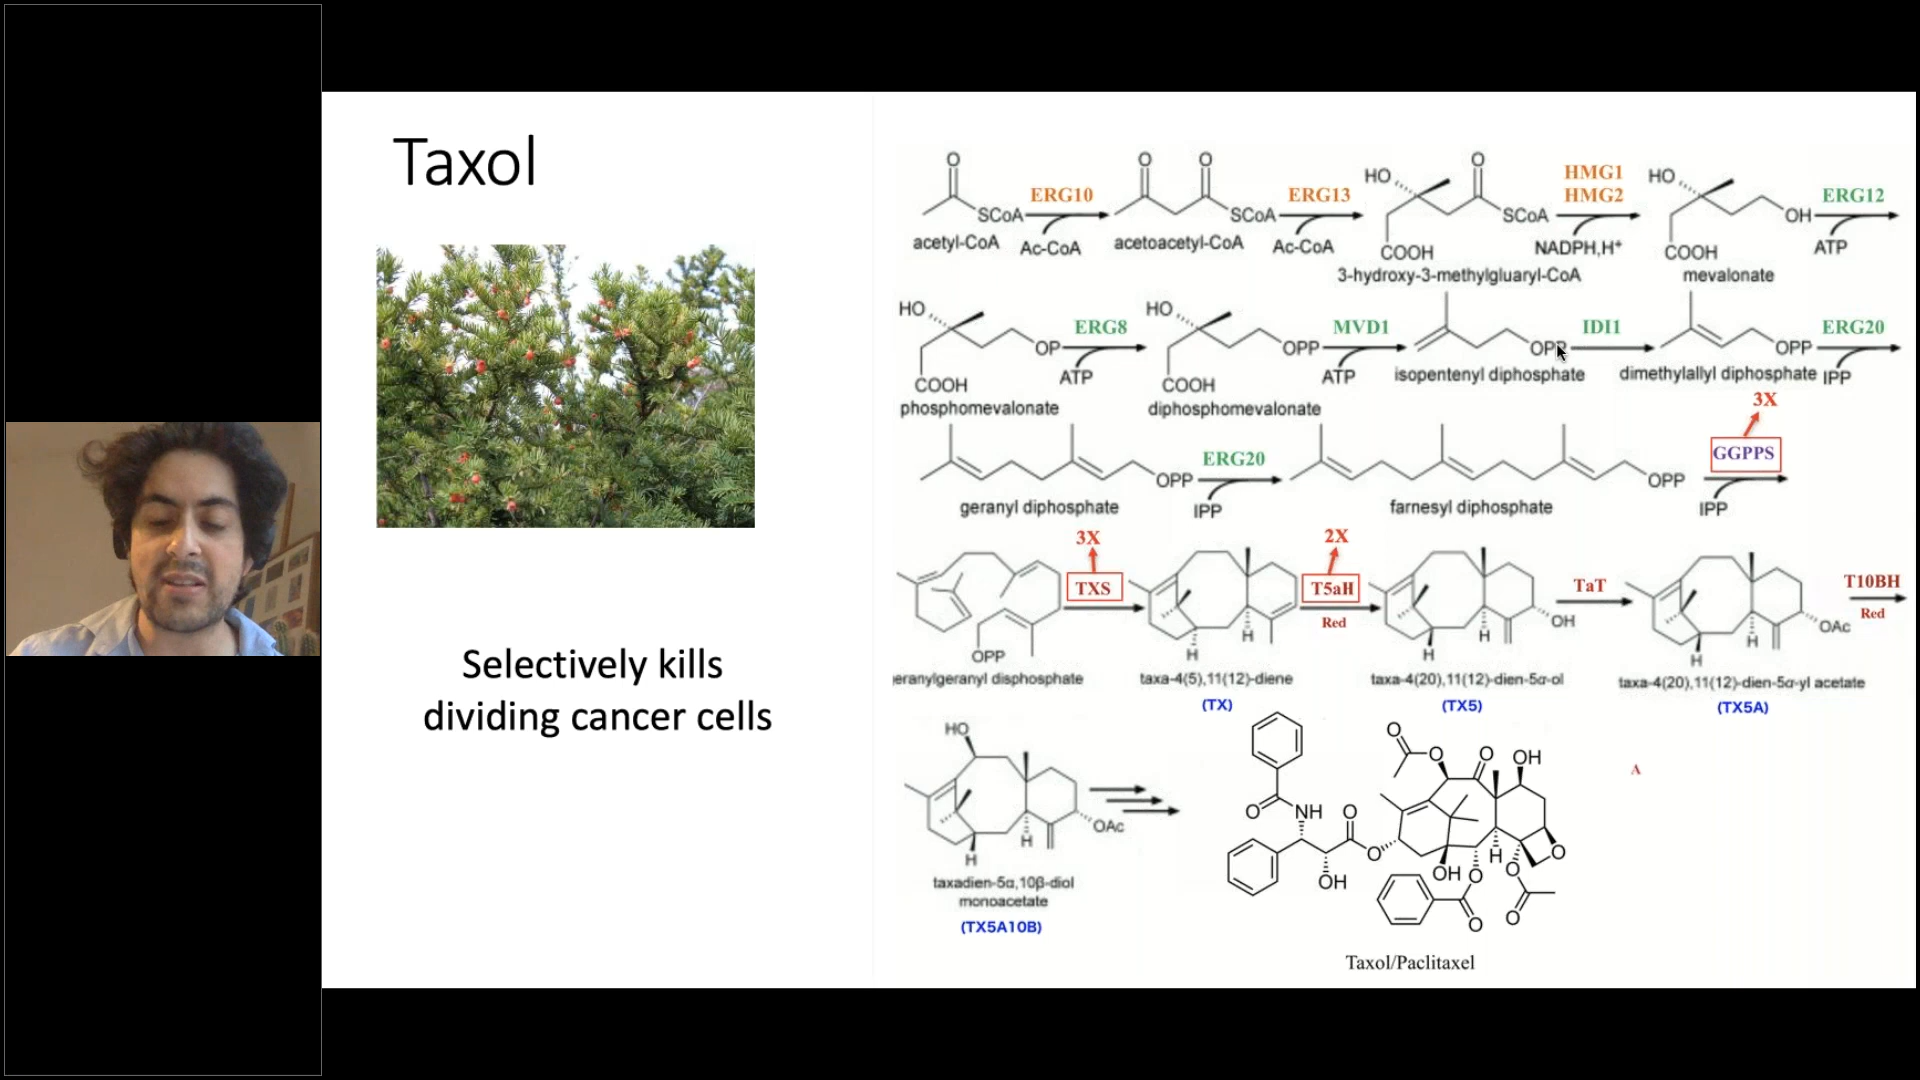 Taxol
Selectively kills
dividing cancer cells
O O O HO O HMG1 HO
ERG10 ERG13 HMG2 ERG12
SCoA SCoA SCoA OH
acetyl-CoA Ac-CoA acetoacetyl-CoA Ac-CoA COOH NADPH,H+ COOH ATP
3-hydroxy-3-methylgluaryl-CoA mevalonate
HO HO
ERG8 MVD1 IDI1 ERG20
OP OPP OPP OPP
COOH ATP COOH ATP isopentenyl diphosphate dimethylallyl diphosphate IPP
phosphomevalonate diphosphomevalonate
3X
ERG20 GGPPS
OPP OPP
geranyl diphosphate IPP farnesyl diphosphate IPP
3X 2X
TXS T5aH TaT T10BH
Red Red
OPP H H H OH H H OAc
eranylgeranyl disphosphate taxa-4(5),11(12)-diene taxa-4(20),11(12)-dien-5α-ol taxa-4(20),11(12)-dien-5α-yl acetate
(TX) (TX5) (TX5A)
HO O O O OH
A
O NH O O
H OAc H OH OH O H O O
taxadien-5α,10β-diol
monoacetate
(TX5A10B) O O
Taxol/Paclitaxel